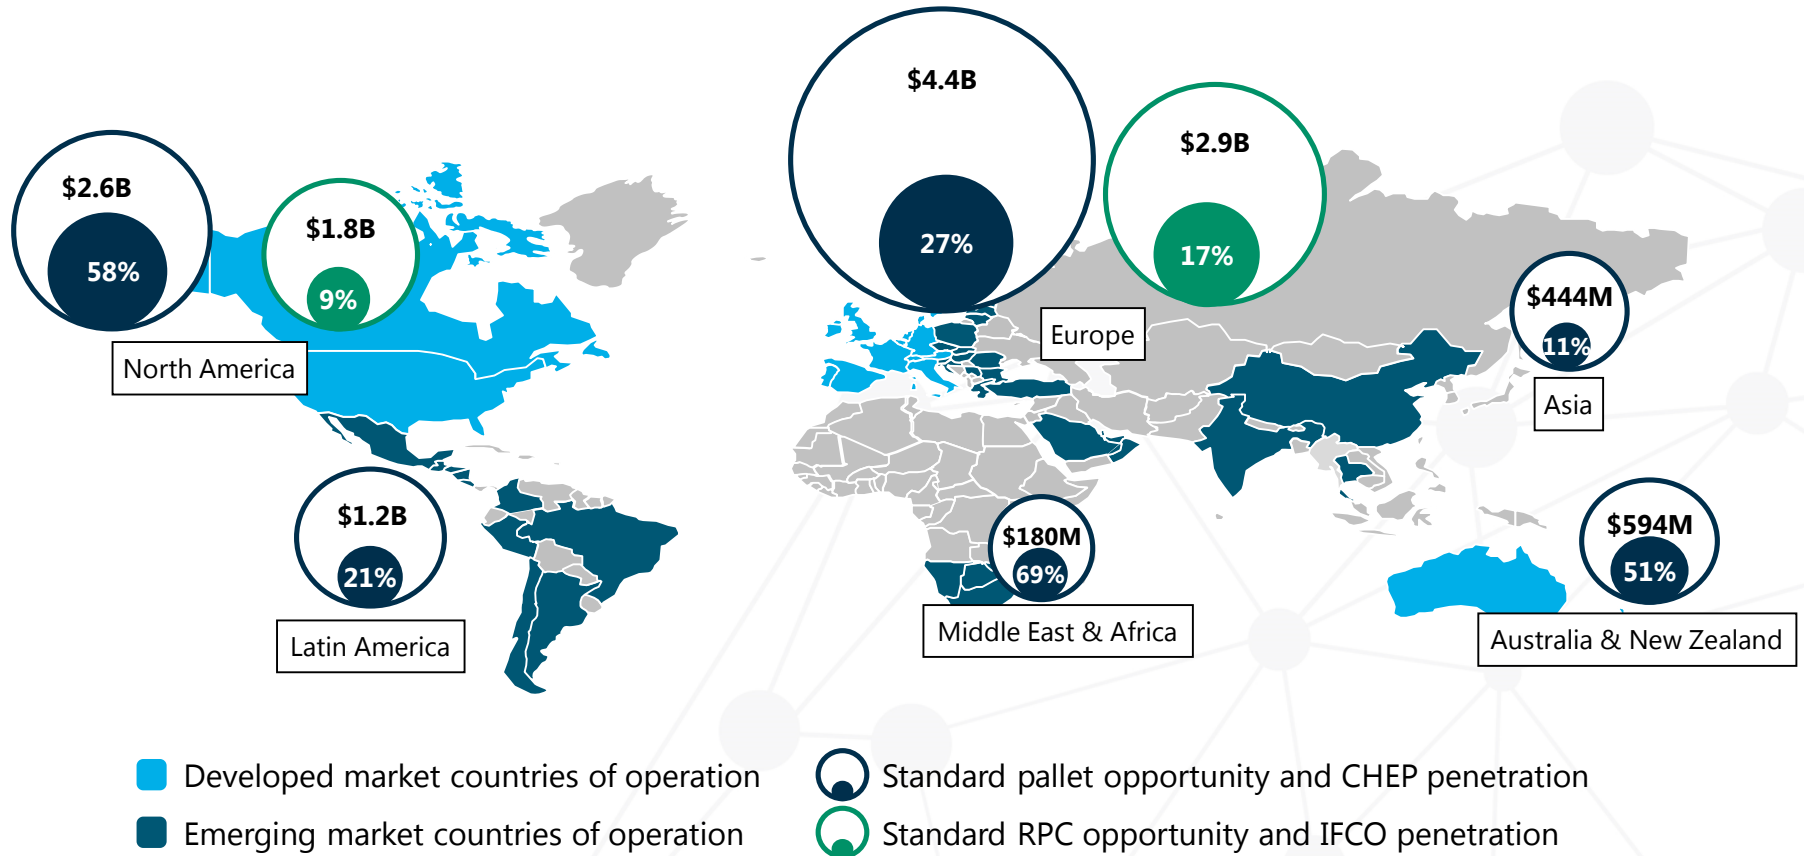 $2.6B
58%
$1.8B
9%
North America
$4.4B
27%
$2.9B
17%
Europe
$444M
11%
Asia
$1.2B
21%
Latin America
$180M
69%
Middle East & Africa
$594M
51%
Australia & New Zealand
Developed market countries of operation
Emerging market countries of operation
Standard pallet opportunity and CHEP penetration
Standard RPC opportunity and IFCO penetration